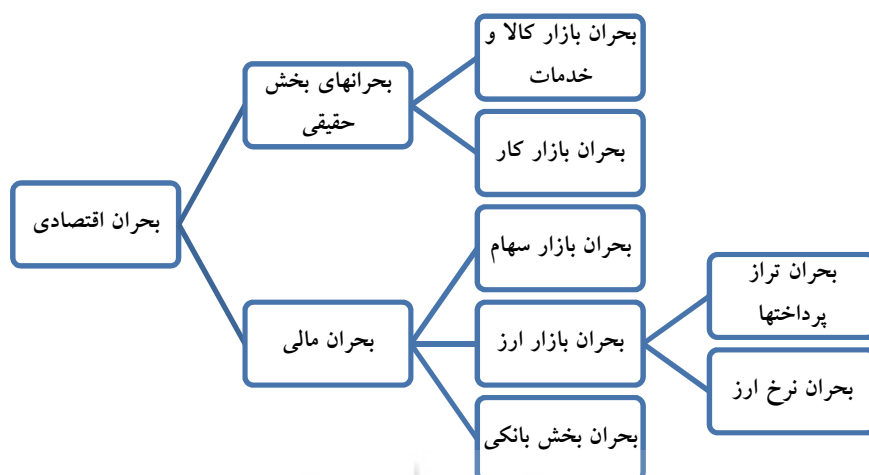 بحران اقتصادی
بحرانهای بخش
حقیقی
بحران بازار کالا و
خدمات
بحران بازار کار
بحران مالی
بحران بازار سهام
بحران بازار ارز
بحران تراز
پرداختها
بحران نرخ ارز
بحران بخش بانکی